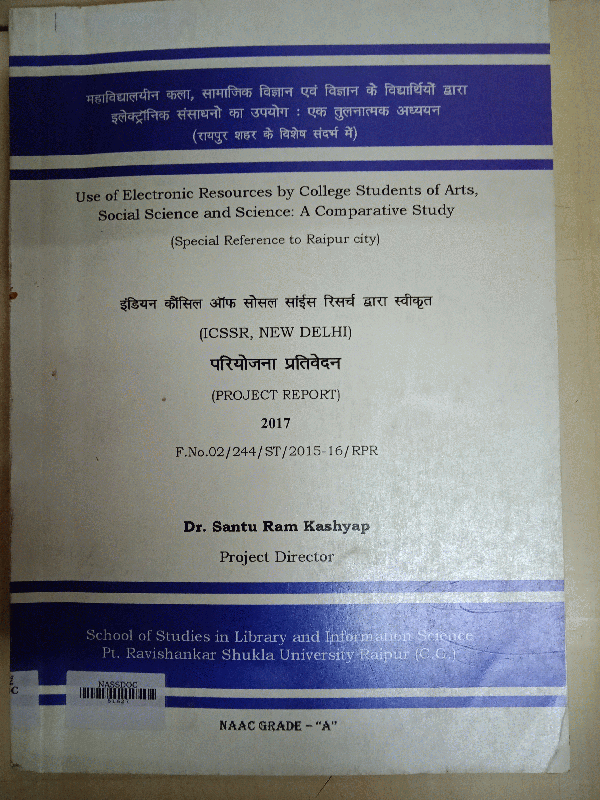 महाविद्यालयीन कला, सामाजिक विज्ञान एवं विज्ञान के विद्यार्थियों द्वारा
इलेक्ट्रॉनिक संसाधनो का उपयोग : एक तुलनात्मक अध्ययन
(रायपुर शहर के विशेष संदर्भ में)
Use of Electronic Resources by College Students of Arts,
Social Science and Science: A Comparative Study
(Special Reference to Raipur city)
इंडियन कौंसिल ऑफ सोसल सांईस रिसर्च द्वारा स्वीकृत
(ICSSR, NEW DELHI)
परियोजना प्रतिवेदन
(PROJECT REPORT)
2017
F.No.02/244/ST/2015-16/RPR
Dr. Santu Ram Kashyap
Project Director
School of Studies in Library and Information Science
Pt. Ravishankar Shukla University Raipur (C.G.)
NASSDOC
NAAC GRADE – "A"